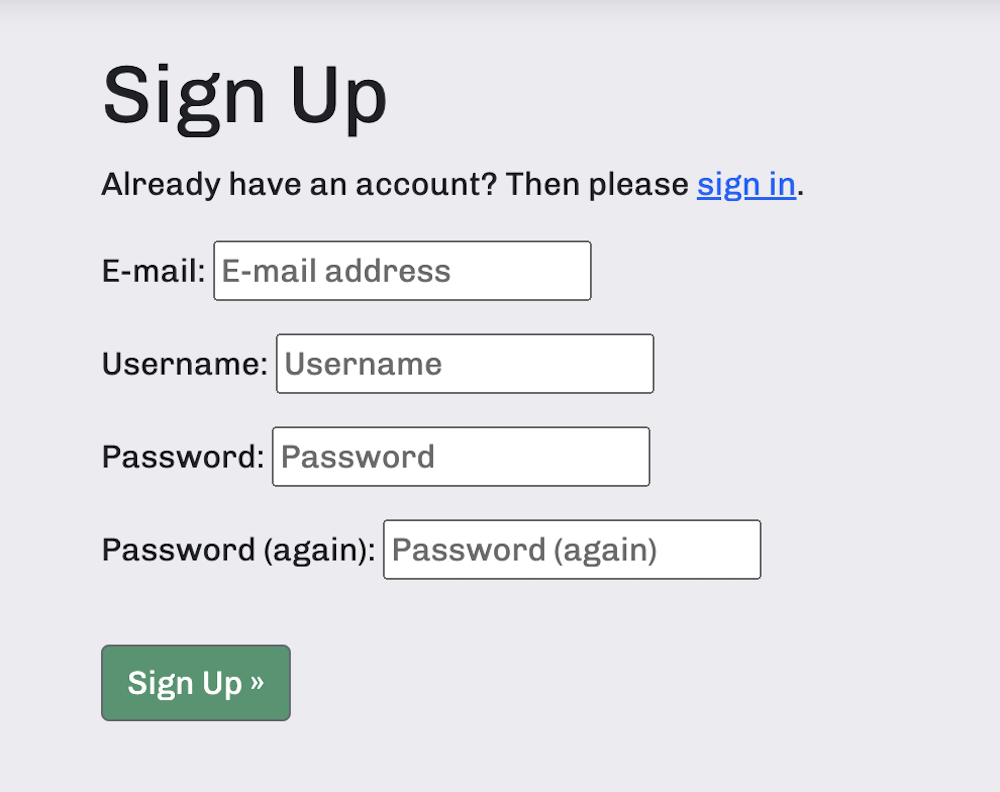 Sign Up
Already have an account? Then please sign in.
E-mail: E-mail address
Username: Username
Password: Password
Password (again): Password (again)
Sign Up »